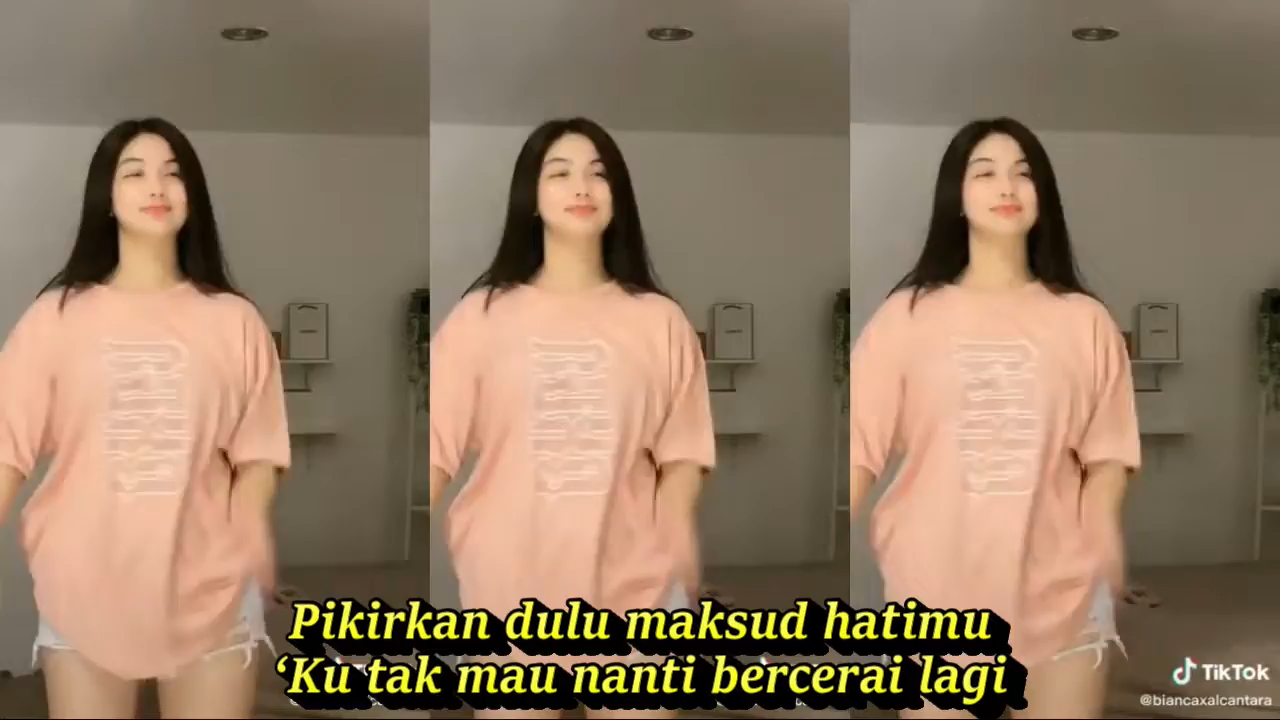 Pikirkan dulu maksud hatimu
‘Ku tak mau nanti bercerai lagi
TikTok
@biancaxalcantara